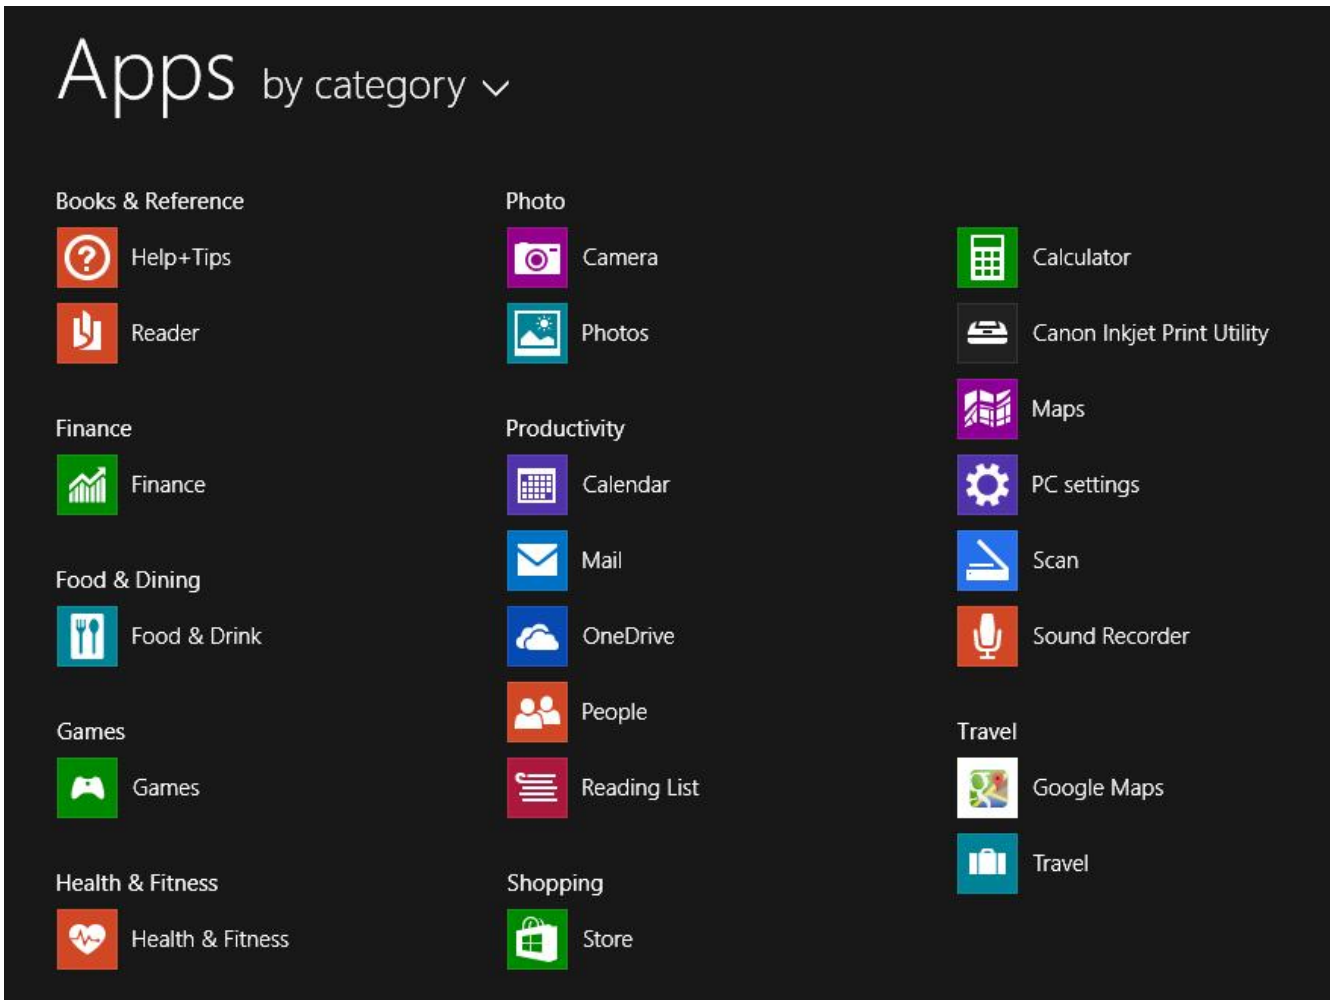 Apps by category
Books & Reference
Help+Tips
Reader
Finance
Finance
Food & Dining
Food & Drink
Games
Games
Health & Fitness
Health & Fitness
Photo
Camera
Photos
Productivity
Calendar
Mail
OneDrive
People
Reading List
Shopping
Store
Calculator
Canon Inkjet Print Utility
Maps
PC settings
Scan
Sound Recorder
Travel
Google Maps
Travel